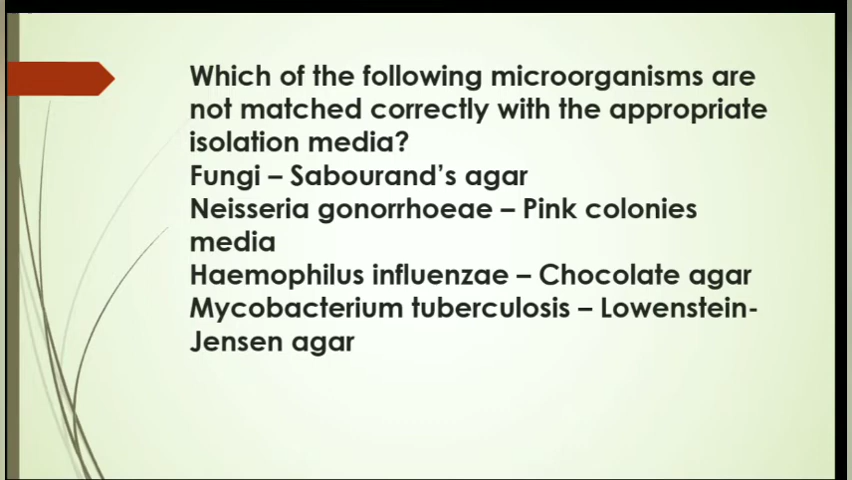 Which of the following microorganisms are
not matched correctly with the appropriate
isolation media?
Fungi – Sabourand’s agar
Neisseria gonorrhoeae – Pink colonies
media
Haemophilus influenzae – Chocolate agar
Mycobacterium tuberculosis – Lowenstein-
Jensen agar